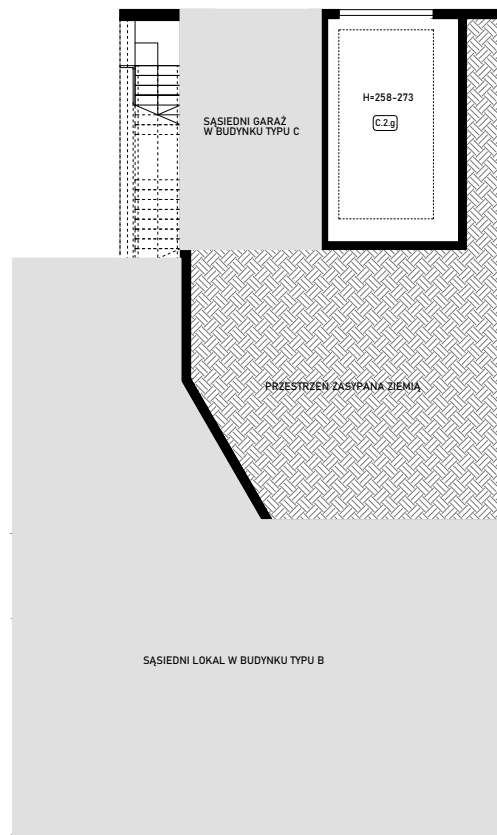 H=258-273
C.2.g
SĄSIEDNI GARAŻ
W BUDYNKU TYPU C
PRZESTRZEŃ ZASYPANA ZIEMIĄ
SĄSIEDNI LOKAL W BUDYNKU TYPU B